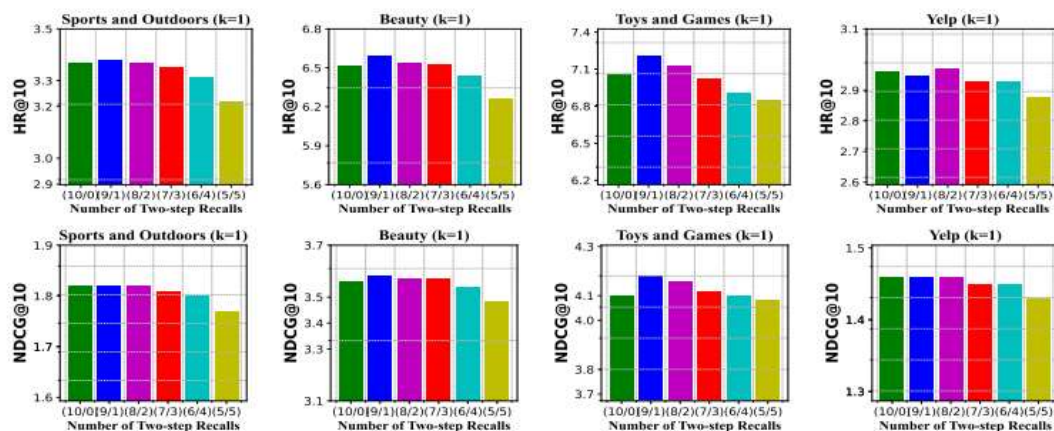 Sports and Outdoors (k=1)
HR@10
3.5
3.3
3.2
3.0
2.9
(10/0)(9/1)(8/2)(7/3)(6/4)(5/5)
Number of Two-step Recalls
Beauty (k=1)
HR@10
6.8
6.5
6.2
5.9
5.6
(10/0)(9/1)(8/2)(7/3)(6/4)(5/5)
Number of Two-step Recalls
Toys and Games (k=1)
HR@10
7.4
7.1
6.8
6.5
6.2
(10/0)(9/1)(8/2)(7/3)(6/4)(5/5)
Number of Two-step Recalls
Yelp (k=1)
HR@10
3.1
3.0
2.9
2.8
2.7
2.6
(10/0)(9/1)(8/2)(7/3)(6/4)(5/5)
Number of Two-step Recalls
Sports and Outdoors (k=1)
NDCG@10
1.9
1.8
1.7
1.6
(10/0)(9/1)(8/2)(7/3)(6/4)(5/5)
Number of Two-step Recalls
Beauty (k=1)
NDCG@10
3.7
3.5
3.4
3.3
3.1
(10/0)(9/1)(8/2)(7/3)(6/4)(5/5)
Number of Two-step Recalls
Toys and Games (k=1)
NDCG@10
4.3
4.1
4.0
3.8
3.7
(10/0)(9/1)(8/2)(7/3)(6/4)(5/5)
Number of Two-step Recalls
Yelp (k=1)
NDCG@10
1.5
1.4
1.3
(10/0)(9/1)(8/2)(7/3)(6/4)(5/5)
Number of Two-step Recalls